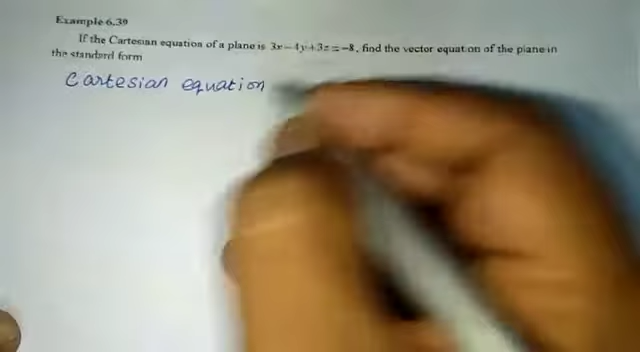 Example 6.39
If the Cartesian equation of a plane is 3x−4y+3z=−8, find the vector equation of the plane in
the standard form
Cartesian equation